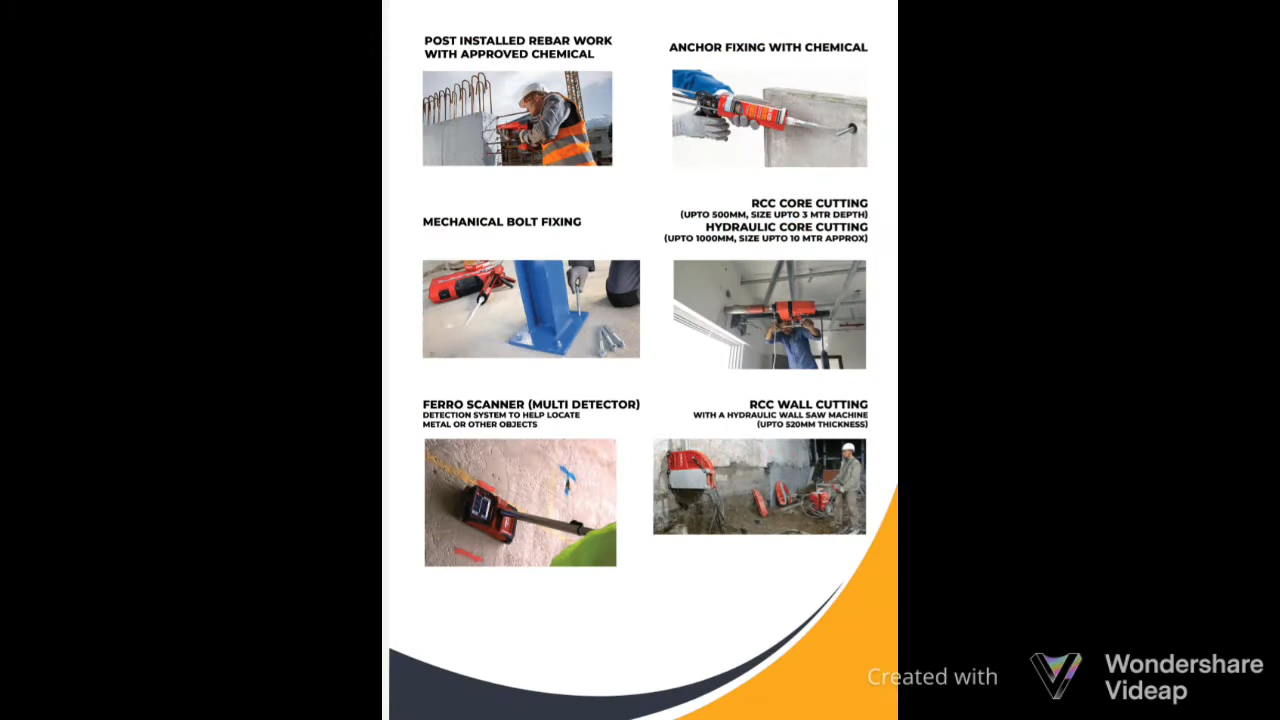 POST INSTALLED REBAR WORK
WITH APPROVED CHEMICAL
ANCHOR FIXING WITH CHEMICAL
MECHANICAL BOLT FIXING
RCC CORE CUTTING
(UPTO 500MM, SIZE UPTO 3 MTR DEPTH)
HYDRAULIC CORE CUTTING
(UPTO 1000MM, SIZE UPTO 10 MTR APPROX)
FERRO SCANNER (MULTI DETECTOR)
DETECTION SYSTEM TO HELP LOCATE
METAL OR OTHER OBJECTS
RCC WALL CUTTING
WITH A HYDRAULIC WALL SAW MACHINE
(UPTO 520MM THICKNESS)
Created with
Wondershare
Videap